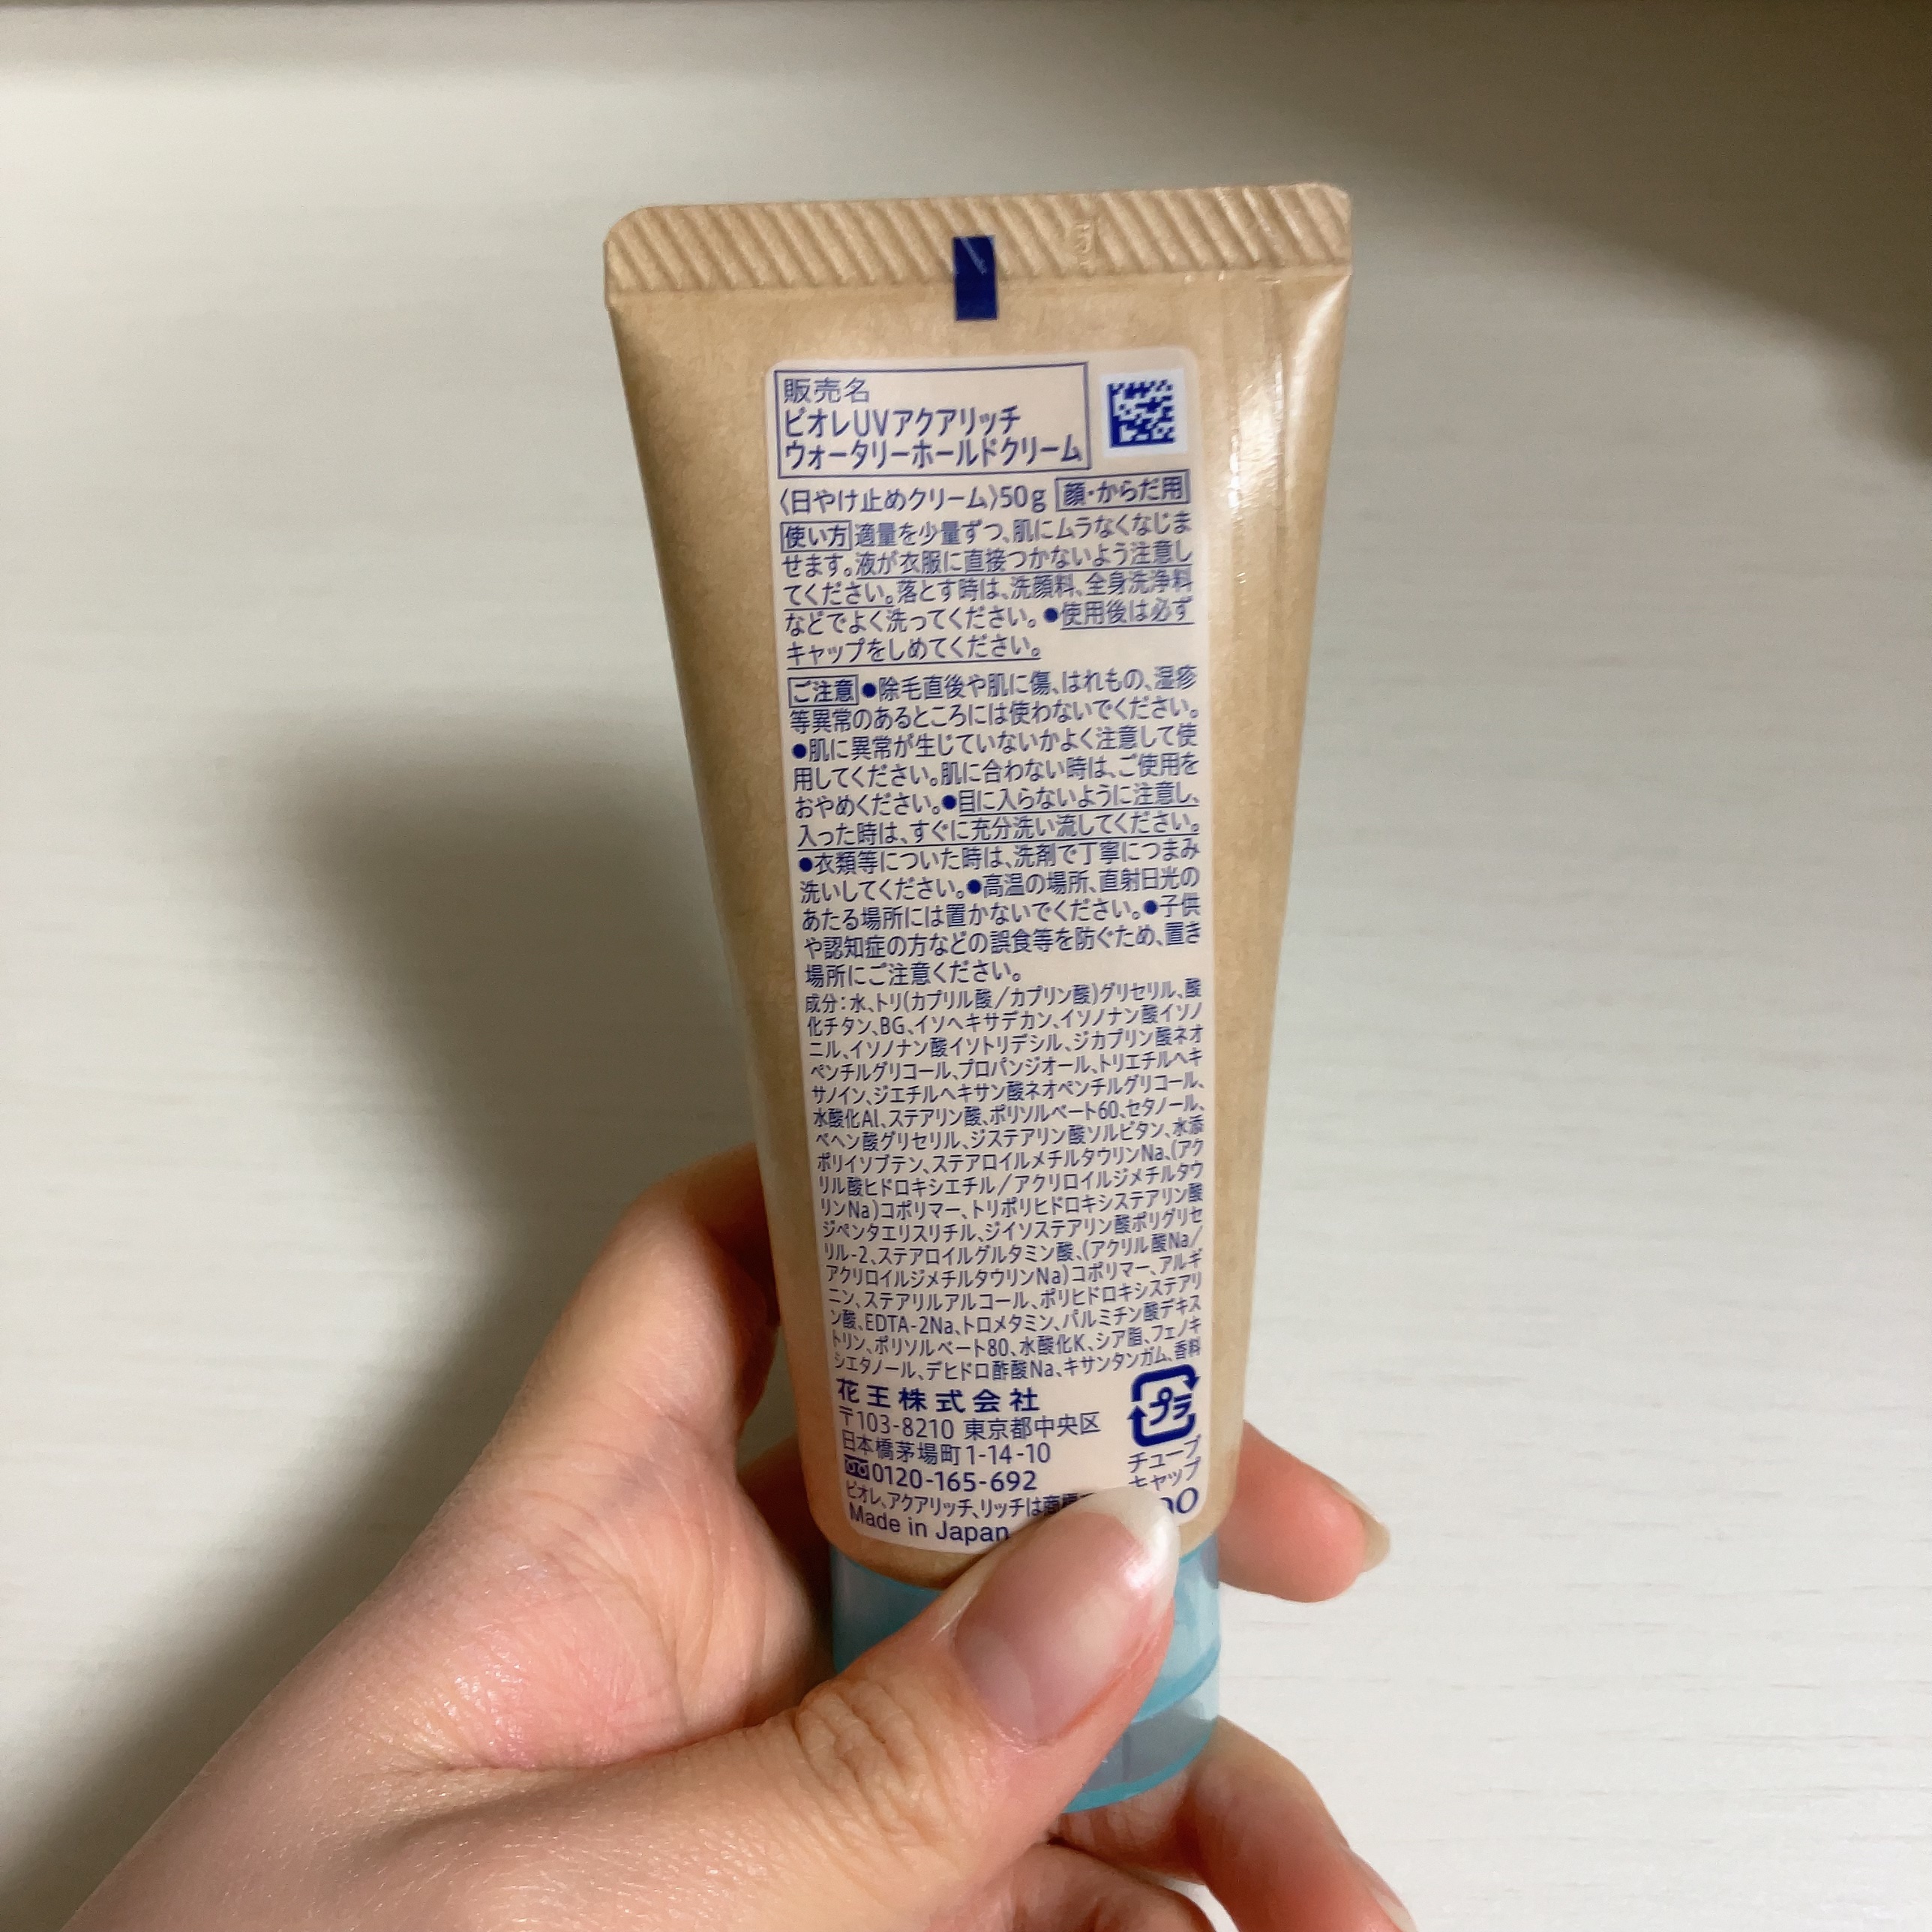 販売名
ビオレUVアクアリッチ
ウォータリーホールドクリーム
〈日やけ止めクリーム〉50g 顔・からだ用
使い方 適量を少量ずつ、肌にムラなくなじま
せます。液が衣服に直接つかないよう注意し
てください。落とす時は、洗顔料、全身洗浄料
などでよく洗ってください。●使用後は必ず
キャップをしめてください。
ご注意 ●除毛直後や肌に傷、はれもの、湿疹
等異常のあるところには使わないでください。
●肌に異常が生じていないかよく注意して使
用してください。肌に合わない時は、ご使用を
おやめください。●目に入らないように注意し、
入った時は、すぐに充分洗い流してください。
●衣類等についた時は、洗剤で丁寧につまみ
洗いしてください。●高温の場所、直射日光の
あたる場所には置かないでください。●子供
や認知症の方などの誤食等を防ぐため、置き
場所にご注意ください。
成分：水、トリ(カプリル酸/カプリン酸)グリセリル、酸
化チタン、BG、イソヘキサデカン、イソノナン酸イソノ
ニル、イソノナン酸イソトリデシル、ジカプリン酸ネオ
ペンチルグリコール、プロパンジオール、トリエチルヘキ
サノイン、ジエチルヘキサン酸ネオペンチルグリコール、
水酸化Al、ステアリン酸、ポリソルベート60、セタノール、
ベヘン酸グリセリル、ジステアリン酸ソルビタン、水添
ポリイソブテン、ステアロイルメチルタウリンNa、(アク
リル酸ヒドロキシエチル/アクリロイルジメチルタウ
リンNa)コポリマー、トリポリヒドロキシステアリン酸
ジペンタエリスリチル、ジイソステアリン酸ポリグリセ
リル-2、ステアロイルグルタミン酸、(アクリル酸Na/
アクリロイルジメチルタウリンNa)コポリマー、アルギ
ニン、ステアリルアルコール、ポリヒドロキシステアリ
ン酸、EDTA-2Na、トロメタミン、パルミチン酸デキス
トリン、ポリソルベート80、水酸化K、シア脂、フェノキ
シエタノール、デヒドロ酢酸Na、キサンタンガム、香料
花王株式会社
〒103-8210 東京都中央区
日本橋茅場町1-14-10
0120-165-692
ビオレ、アクアリッチ、リッチは商標
Made in Japan
プラ
チューブ
キャップ